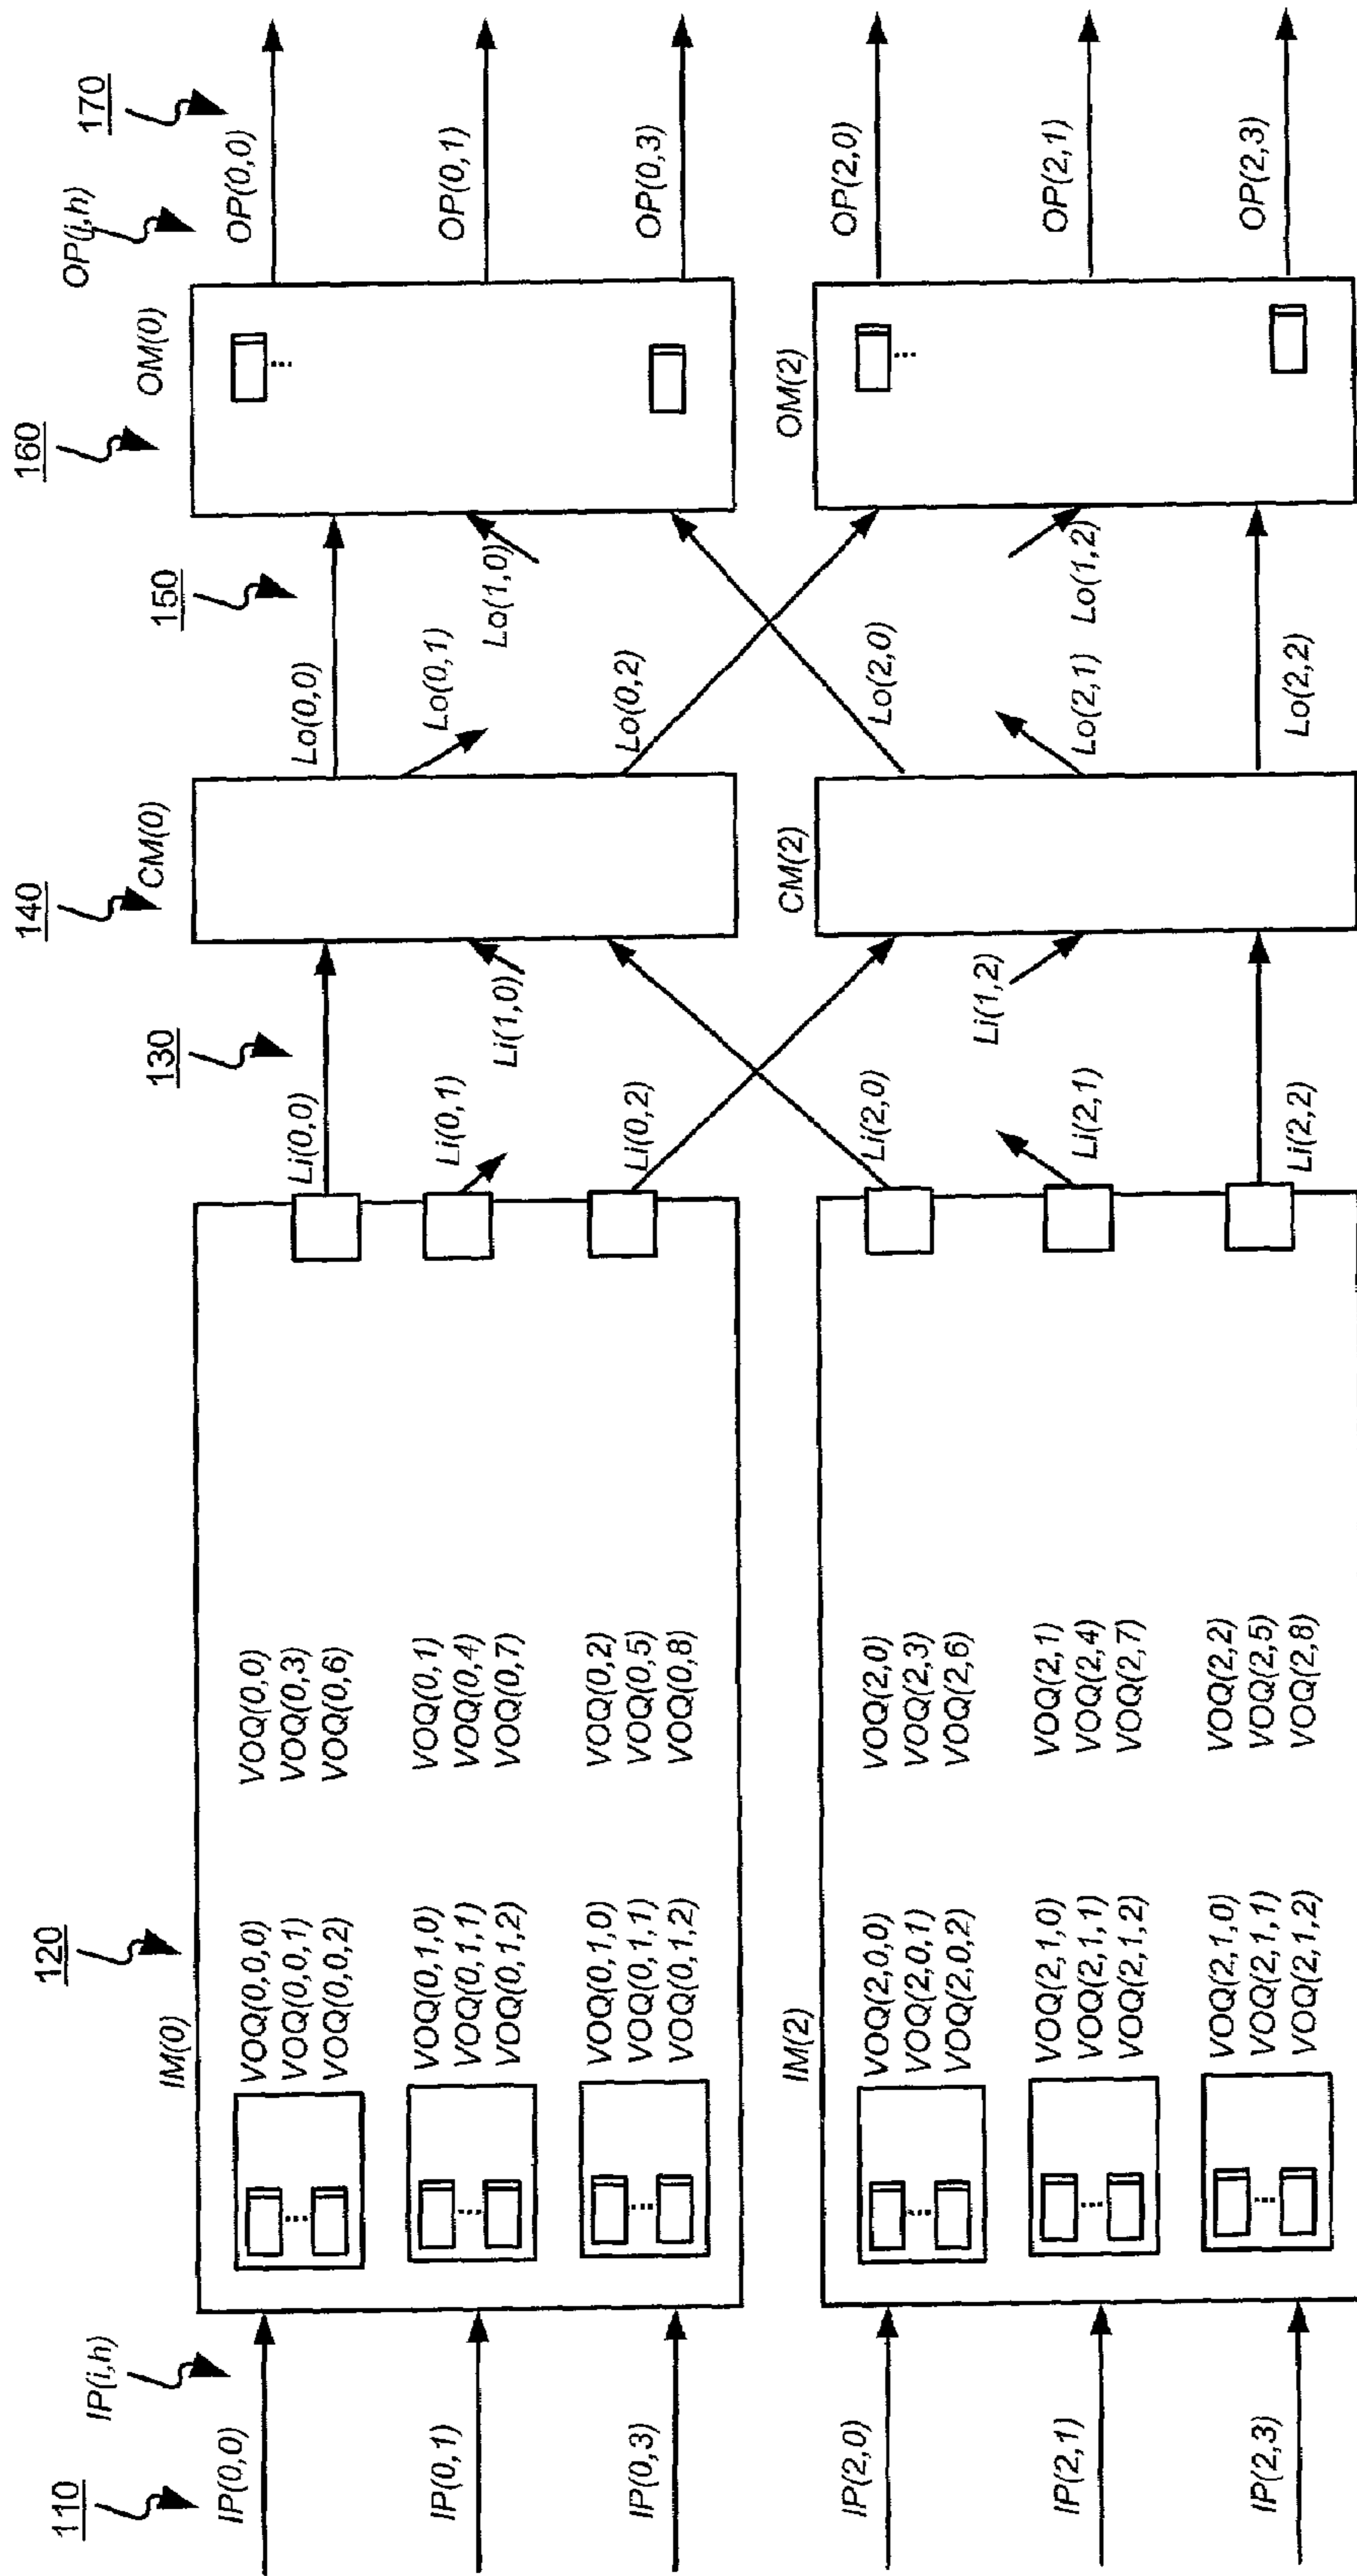 110
IP(i,h)
IP(0,0)
IP(0,1)
IP(0,3)
IP(2,0)
IP(2,1)
IP(2,3)
120
IM(0)
VOQ(0,0,0)
VOQ(0,0,1)
VOQ(0,0,2)
VOQ(0,1,0)
VOQ(0,1,1)
VOQ(0,1,2)
VOQ(0,1,0)
VOQ(0,1,1)
VOQ(0,1,2)
VOQ(0,0)
VOQ(0,3)
VOQ(0,6)
VOQ(0,1)
VOQ(0,4)
VOQ(0,7)
VOQ(0,2)
VOQ(0,5)
VOQ(0,8)
IM(2)
VOQ(2,0,0)
VOQ(2,0,1)
VOQ(2,0,2)
VOQ(2,1,0)
VOQ(2,1,1)
VOQ(2,1,2)
VOQ(2,1,0)
VOQ(2,1,1)
VOQ(2,1,2)
VOQ(2,0)
VOQ(2,3)
VOQ(2,6)
VOQ(2,1)
VOQ(2,4)
VOQ(2,7)
VOQ(2,2)
VOQ(2,5)
VOQ(2,8)
130
Li(0,0)
Li(0,1)
Li(1,0)
Li(0,2)
Li(2,0)
Li(1,2)
Li(2,1)
Li(2,2)
140
CM(0)
CM(2)
150
Lo(0,0)
Lo(0,1)
Lo(1,0)
Lo(0,2)
Lo(2,0)
Lo(2,1)
Lo(1,2)
Lo(2,2)
160
OM(0)
OM(2)
170
OP(j,h)
OP(0,0)
OP(0,1)
OP(0,3)
OP(2,0)
OP(2,1)
OP(2,3)